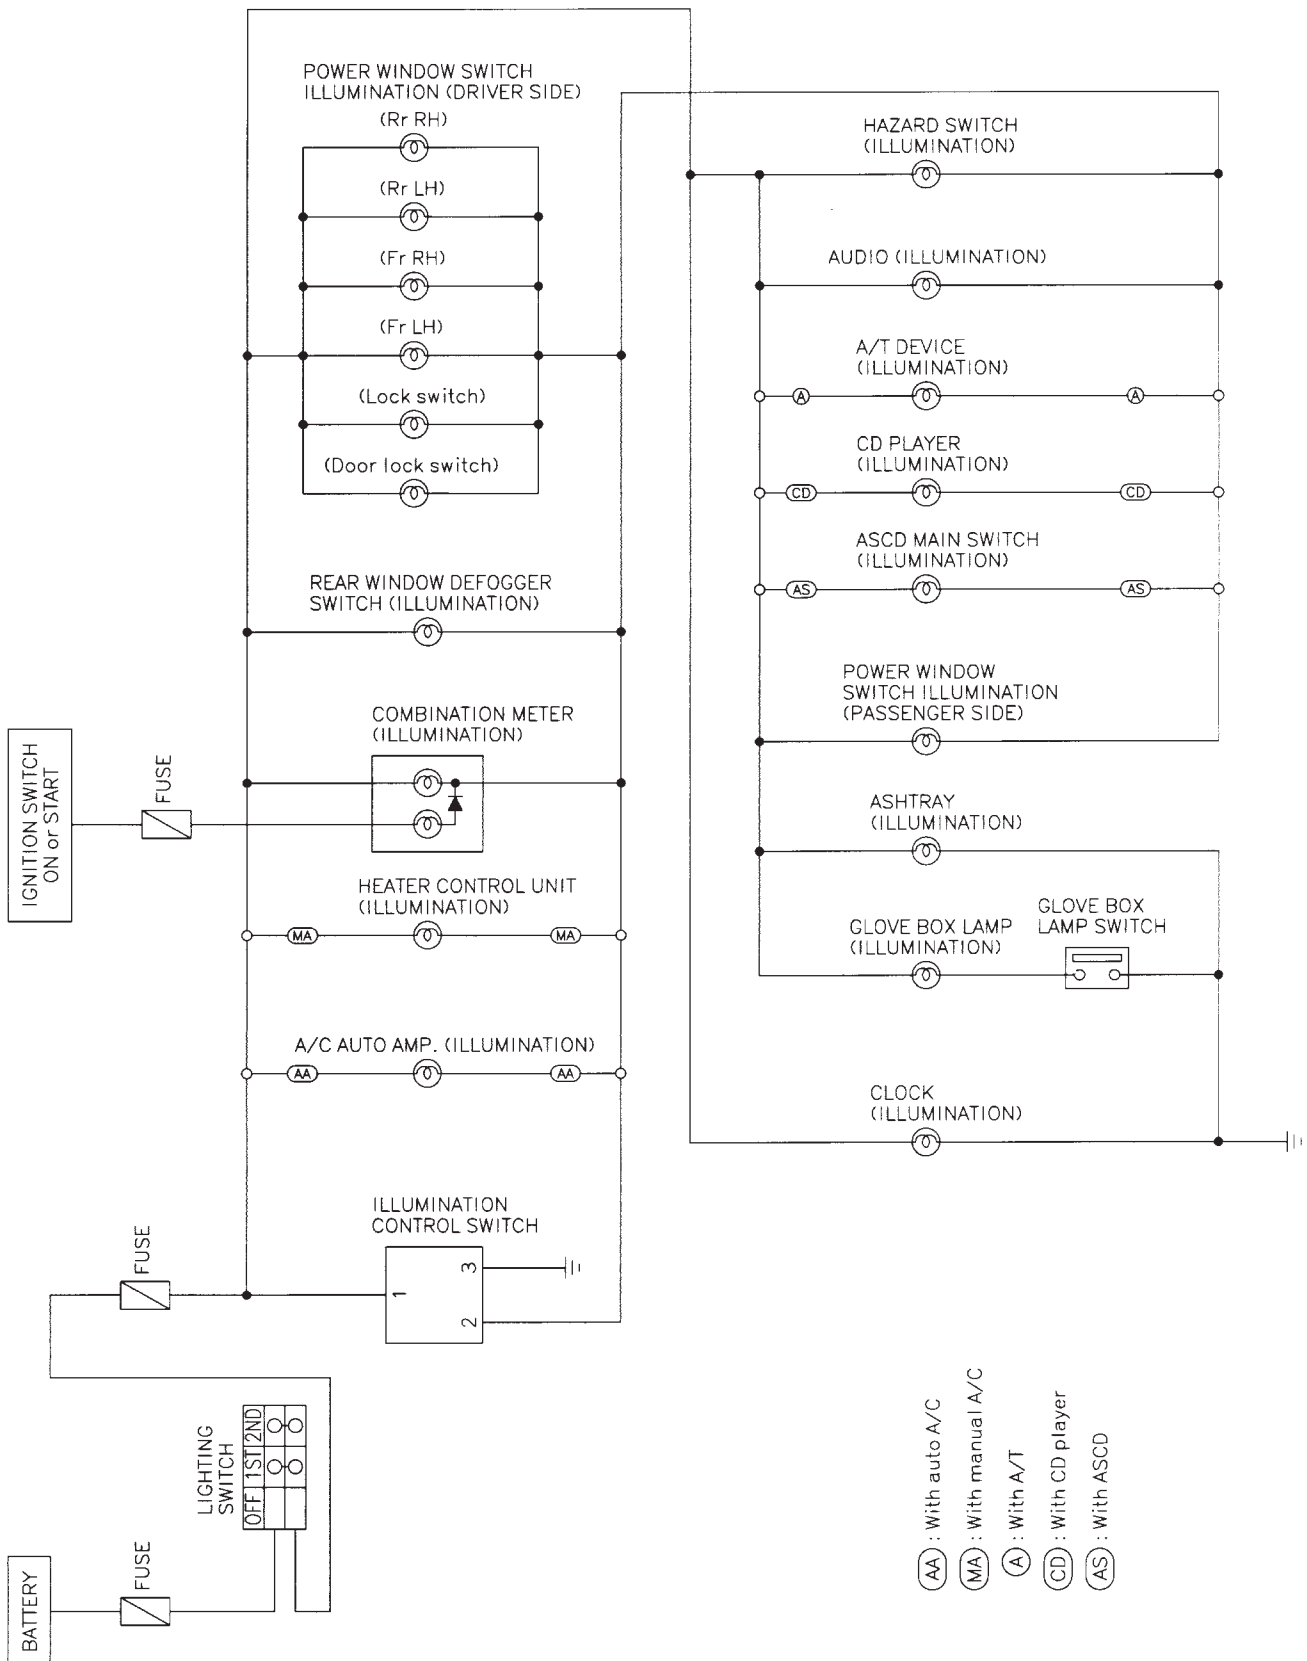 POWER WINDOW SWITCH
ILLUMINATION (DRIVER SIDE)
(Rr RH)
(Rr LH)
(Fr RH)
(Fr LH)
(Lock switch)
(Door lock switch)
REAR WINDOW DEFOGGER
SWITCH (ILLUMINATION)
COMBINATION METER
(ILLUMINATION)
IGNITION SWITCH
ON or START
FUSE
HEATER CONTROL UNIT
(ILLUMINATION)
MA
MA
A/C AUTO AMP. (ILLUMINATION)
AA
AA
ILLUMINATION
CONTROL SWITCH
1
3
2
FUSE
LIGHTING
SWITCH
OFF 1ST 2ND
BATTERY
FUSE
HAZARD SWITCH
(ILLUMINATION)
AUDIO (ILLUMINATION)
A/T DEVICE
(ILLUMINATION)
A
A
CD PLAYER
(ILLUMINATION)
CD
CD
ASCD MAIN SWITCH
(ILLUMINATION)
AS
AS
POWER WINDOW
SWITCH ILLUMINATION
(PASSENGER SIDE)
ASHTRAY
(ILLUMINATION)
GLOVE BOX LAMP
(ILLUMINATION)
GLOVE BOX
LAMP SWITCH
CLOCK
(ILLUMINATION)
AA : With auto A/C
MA : With manual A/C
A : With A/T
CD : With CD player
AS : With ASCD